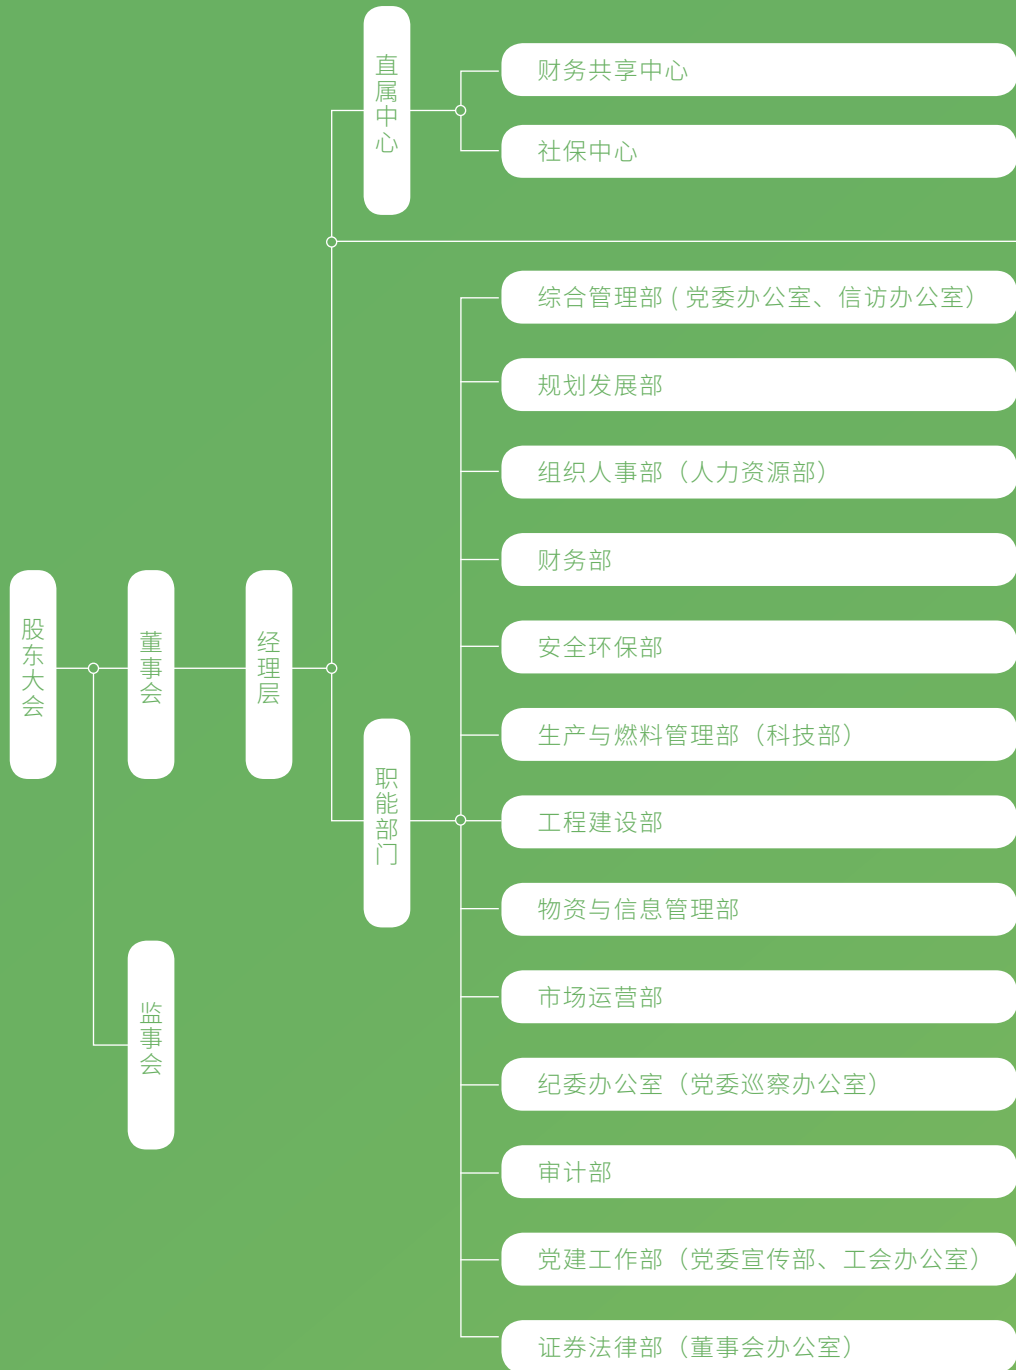 直属中心
财务共享中心
社保中心
综合管理部 ( 党委办公室、信访办公室）
规划发展部
组织人事部（人力资源部）
财务部
安全环保部
股东大会
董事会
经理层
生产与燃料管理部（科技部）
职能部门
工程建设部
物资与信息管理部
市场运营部
监事会
纪委办公室（党委巡察办公室）
审计部
党建工作部（党委宣传部、工会办公室）
证券法律部（董事会办公室）